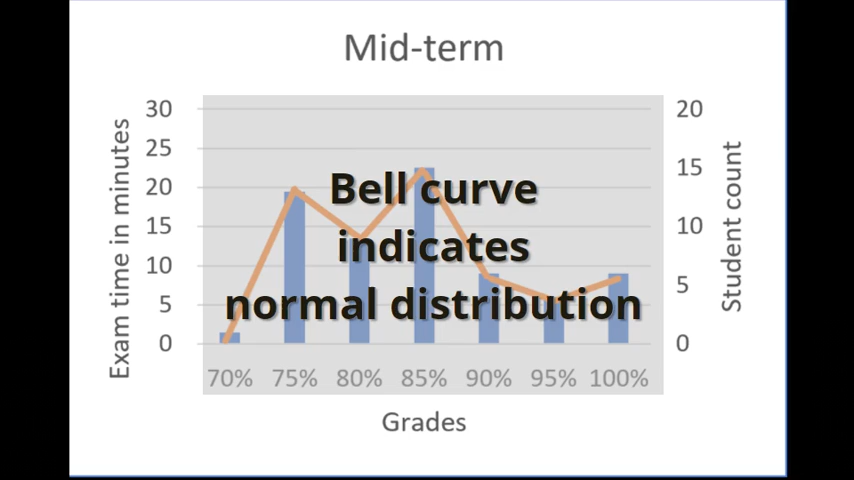 Mid-term
30
25
20
15
10
5
0
Exam time in minutes
20
15
10
5
0
Student count
Bell curve
indicates
normal distribution
70% 75% 80% 85% 90% 95% 100%
Grades